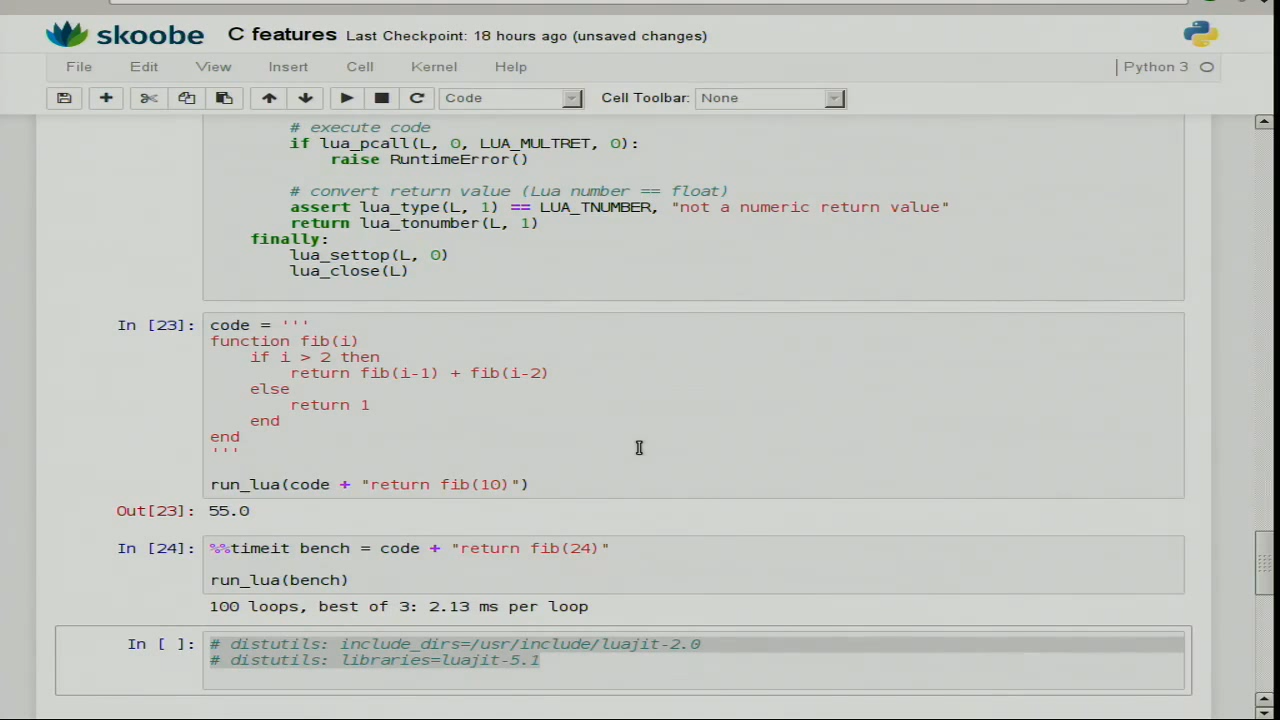 skoobe C features Last Checkpoint: 18 hours ago (unsaved changes)
File Edit View Insert Cell Kernel Help Python 3
Code Cell Toolbar: None
# execute code
if lua_pcall(L, 0, LUA_MULTRET, 0):
raise RuntimeError()
# convert return value (Lua number == float)
assert lua_type(L, 1) == LUA_TNUMBER, "not a numeric return value"
return lua_tonumber(L, 1)
finally:
lua_settop(L, 0)
lua_close(L)
In [23]: code = '''
function fib(i)
if i > 2 then
return fib(i-1) + fib(i-2)
else
return 1
end
end
'''
run_lua(code + "return fib(10)")
Out[23]: 55.0
In [24]: %%timeit bench = code + "return fib(24)"
run_lua(bench)
100 loops, best of 3: 2.13 ms per loop
In [ ]: # distutils: include_dirs=/usr/include/luajit-2.0
# distutils: libraries=luajit-5.1